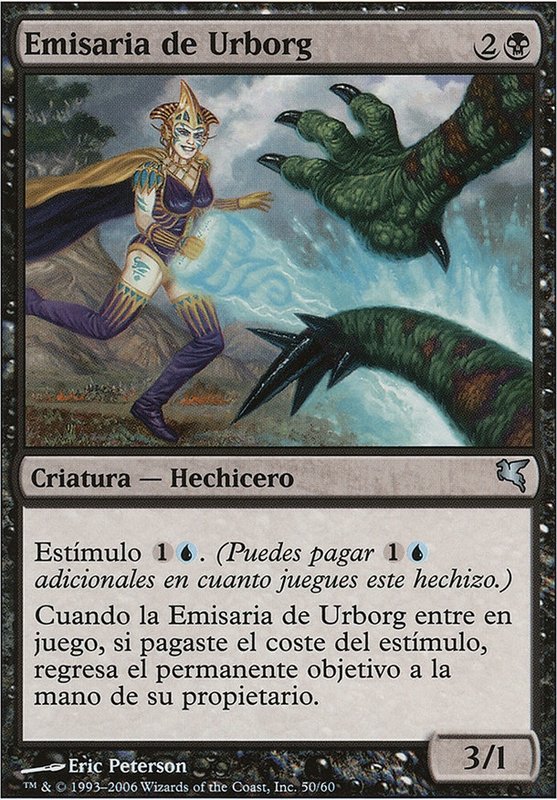 Emisaria de Urborg 2
Criatura — Hechicero
Estímulo 1. (Puedes pagar 1
adicionales en cuanto juegues este hechizo.)
Cuando la Emisaria de Urborg entre en
juego, si pagaste el coste del estímulo,
regresa el permanente objetivo a la
mano de su propietario.
3/1
Eric Peterson
™ & © 1993–2006 Wizards of the Coast, Inc. 50/60